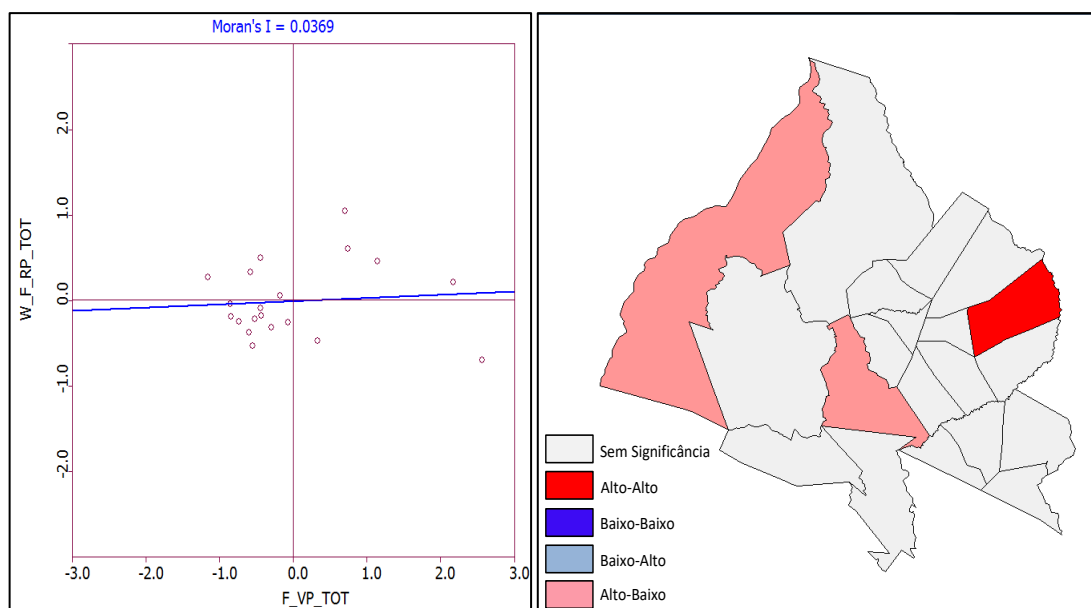 Moran's I = 0.0369
2.0
1.0
0.0
-1.0
-2.0
W_F_RP_TOT
-3.0 -2.0 -1.0 0.0 1.0 2.0 3.0
F_VP_TOT
Sem Significância
Alto-Alto
Baixo-Baixo
Baixo-Alto
Alto-Baixo